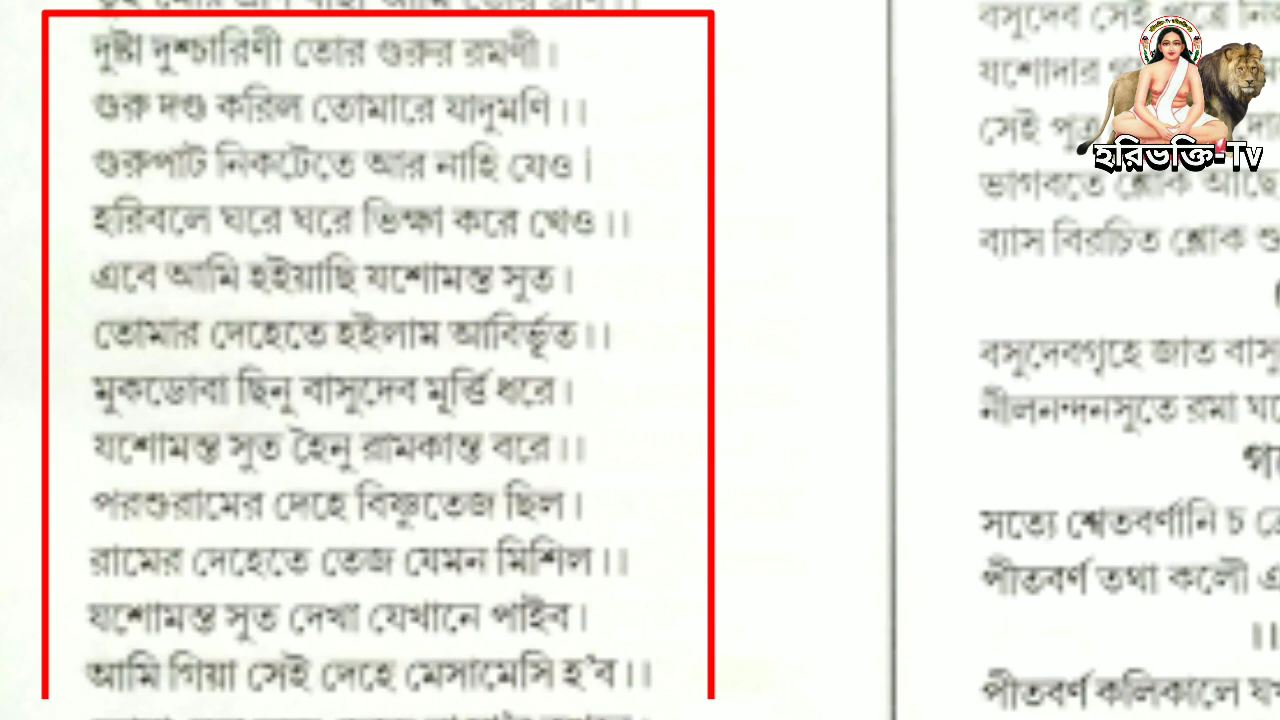 দুষ্টা দুশ্চারিণী তোর গুরুর রমণী।
গুরু দণ্ড করিল তোমারে যাদুমণি।।
গুরুপাট নিকটেতে আর নাহি যেও।
হরিবলে ঘরে ঘরে ভিক্ষা করে খেও।।
এবে আমি হইয়াছি যশোমন্ত সুত।
তোমার দেহেতে হইলাম আবির্ভূত।।
মুকডোবা ছিনু বাসুদেব মূর্ত্তি ধরে।
যশোমন্ত সুত হৈনু রামকান্ত বরে।।
পরশুরামের দেহে বিষ্ণুতেজ ছিল।
রামের দেহেতে তেজ যেমন মিশিল।।
যশোমন্ত সুত দেখা যেখানে পাইব।
আমি গিয়া সেই দেহে মেসামেসি হ'ব।।
বসুদেব সেই পুত্রে
যশোদার
সেই পুত্র
ভাগবতে শ্লোক আছে
ব্যাস বিরচিত শ্লোক
বসুদেবগৃহে জাত
নীলনন্দনসুতে রমা
সত্যে শ্বেতবর্ণানি চ
পীতবর্ণ তথা কলৌ
।।
পীতবর্ণ কলিকালে
হরিভক্তি-Tv